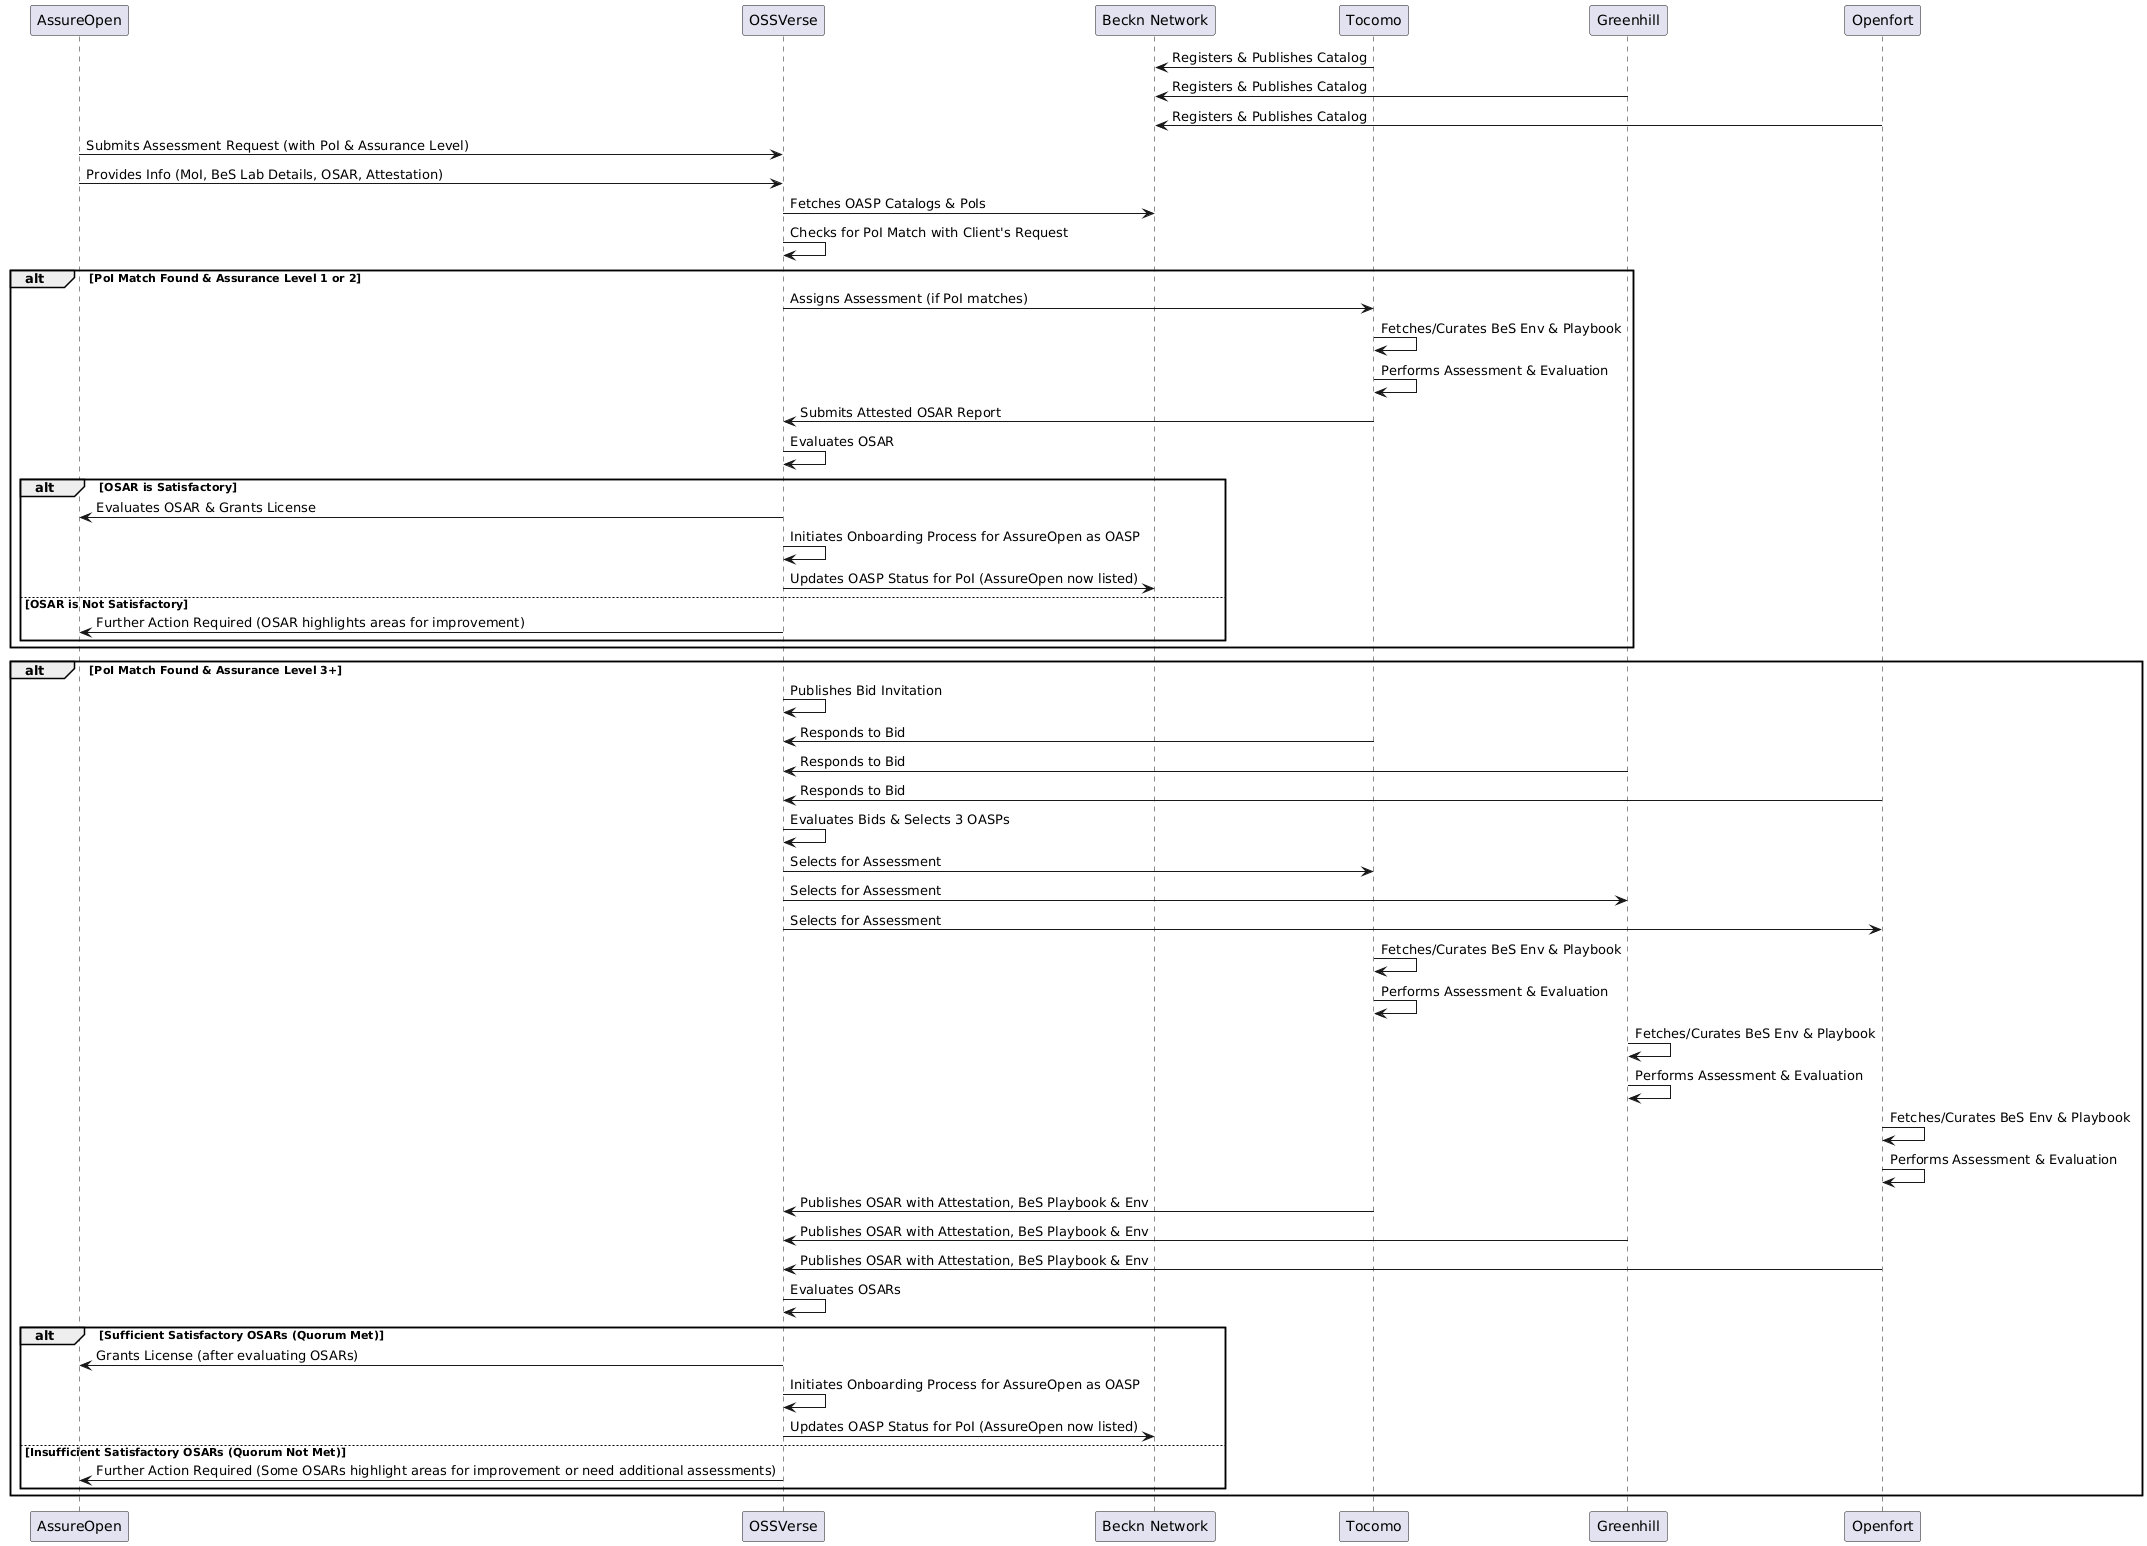 AssureOpen
OSSVerse
Beckn Network
Tocomo
Greenhill
Openfort
Registers & Publishes Catalog
Registers & Publishes Catalog
Registers & Publishes Catalog
Submits Assessment Request (with PoI & Assurance Level)
Provides Info (MoI, BeS Lab Details, OSAR, Attestation)
Fetches OASP Catalogs & PoIs
Checks for PoI Match with Client's Request
alt [PoI Match Found & Assurance Level 1 or 2]
Assigns Assessment (if PoI matches)
Fetches/Curates BeS Env & Playbook
Performs Assessment & Evaluation
Submits Attested OSAR Report
Evaluates OSAR
alt [OSAR is Satisfactory]
Evaluates OSAR & Grants License
Initiates Onboarding Process for AssureOpen as OASP
Updates OASP Status for PoI (AssureOpen now listed)
[OSAR is Not Satisfactory]
Further Action Required (OSAR highlights areas for improvement)
alt [PoI Match Found & Assurance Level 3+]
Publishes Bid Invitation
Responds to Bid
Responds to Bid
Responds to Bid
Evaluates Bids & Selects 3 OASPs
Selects for Assessment
Selects for Assessment
Selects for Assessment
Fetches/Curates BeS Env & Playbook
Performs Assessment & Evaluation
Fetches/Curates BeS Env & Playbook
Performs Assessment & Evaluation
Fetches/Curates BeS Env & Playbook
Performs Assessment & Evaluation
Publishes OSAR with Attestation, BeS Playbook & Env
Publishes OSAR with Attestation, BeS Playbook & Env
Publishes OSAR with Attestation, BeS Playbook & Env
Evaluates OSARs
alt [Sufficient Satisfactory OSARs (Quorum Met)]
Grants License (after evaluating OSARs)
Initiates Onboarding Process for AssureOpen as OASP
Updates OASP Status for PoI (AssureOpen now listed)
[Insufficient Satisfactory OSARs (Quorum Not Met)]
Further Action Required (Some OSARs highlight areas for improvement or need additional assessments)
AssureOpen
OSSVerse
Beckn Network
Tocomo
Greenhill
Openfort